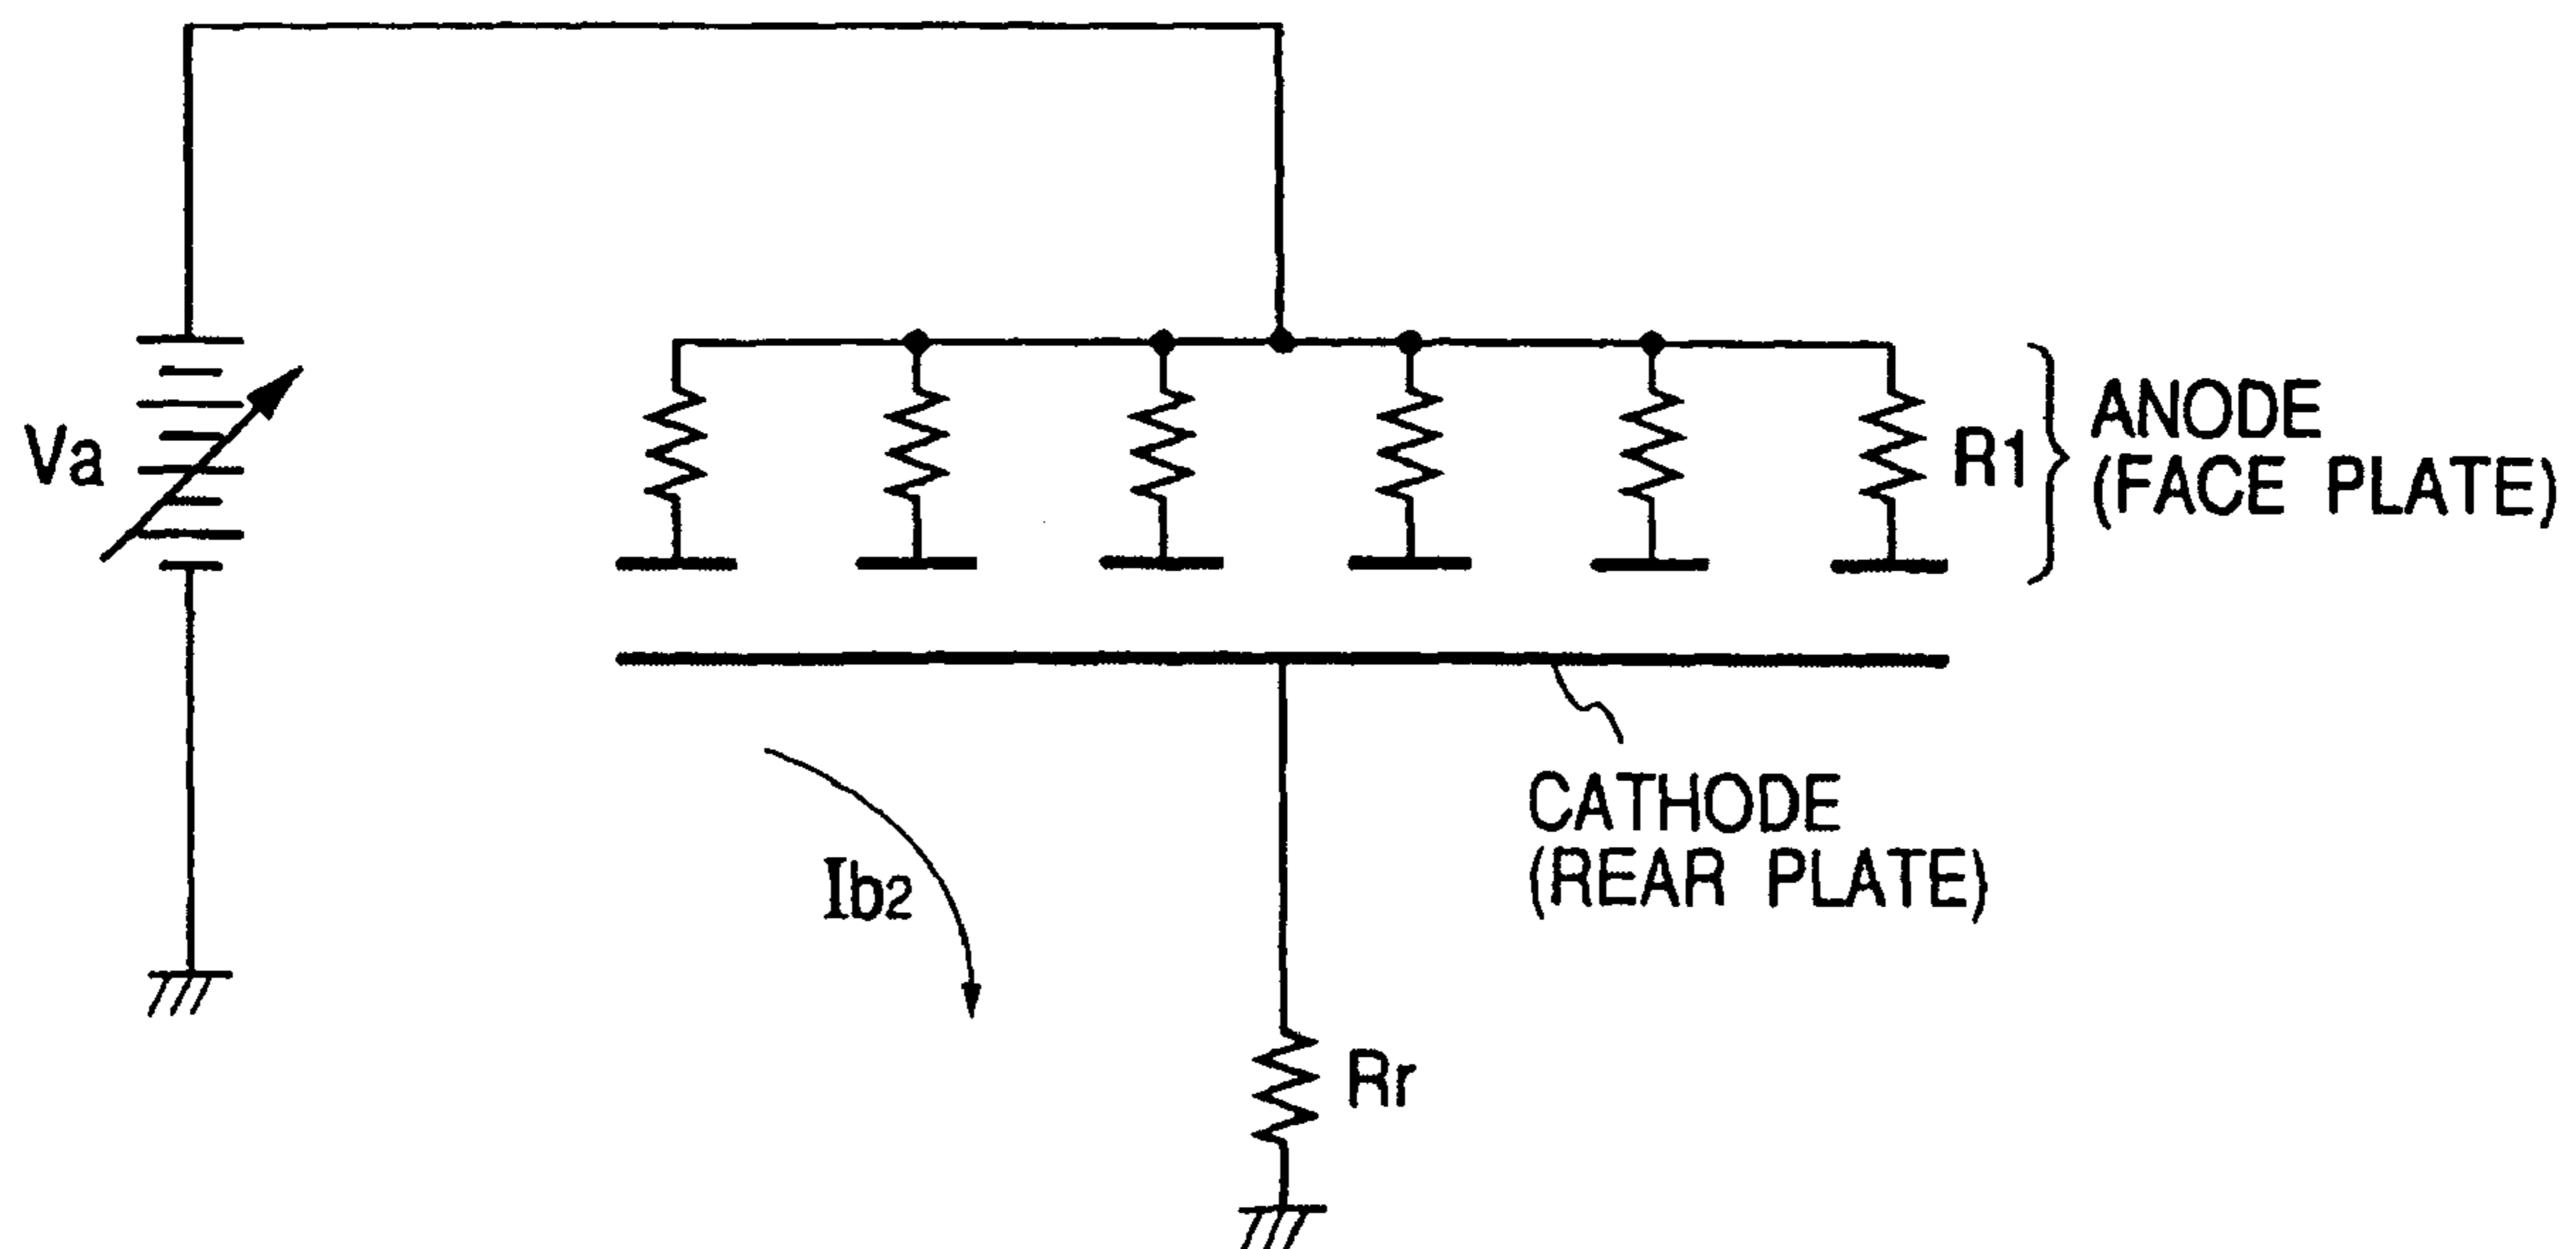 Va
R1
ANODE
(FACE PLATE)
CATHODE
(REAR PLATE)
Ib2
Rr